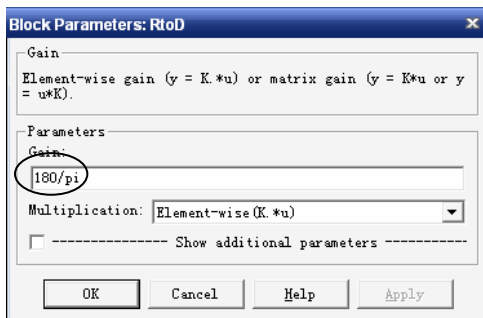 Block Parameters: RtoD
Gain
Element-wise gain (y = K.*u) or matrix gain (y = K*u or y
= u*K).
Parameters
Gain:
180/pi
Multiplication: Element-wise(K.*u)
--------------- Show additional parameters -----------
OK Cancel Help Apply